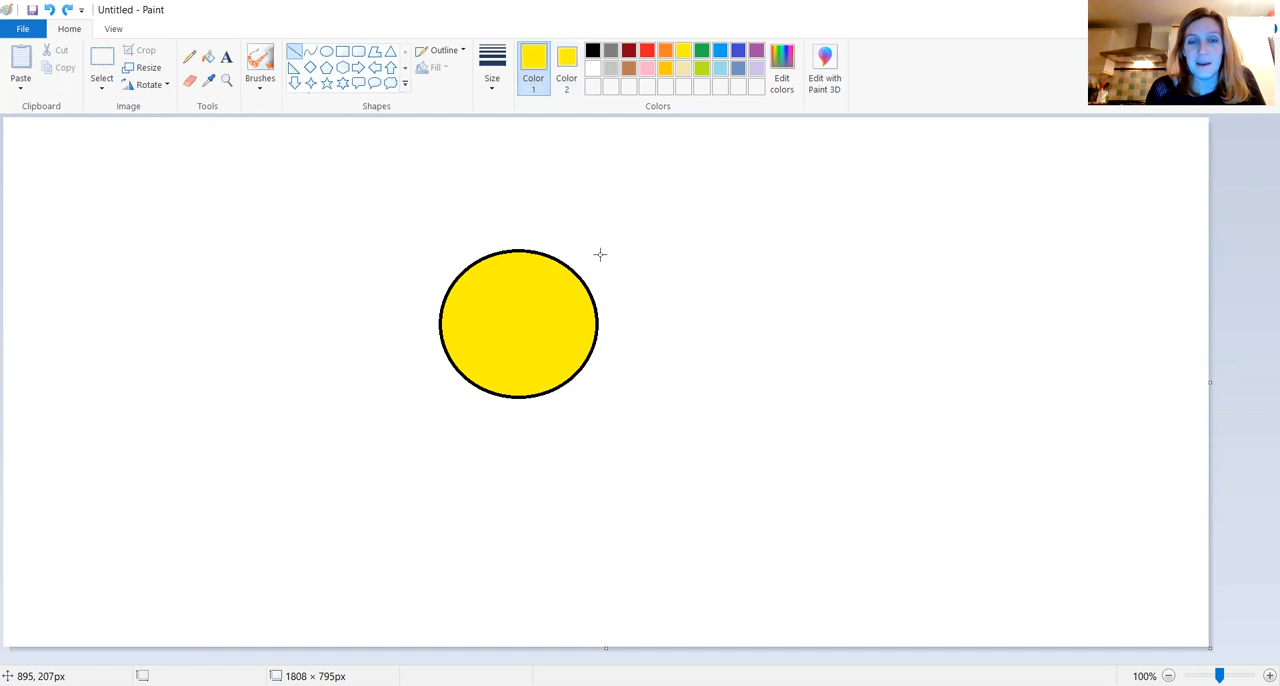 Untitled - Paint
File
Home
View
Paste
Cut
Copy
Clipboard
Select
Crop
Resize
Rotate
Image
A
Tools
Brushes
Outline
Fill
Shapes
Size
Color 1
Color 2
Edit colors
Colors
Edit with Paint 3D
895, 207px
1808 × 795px
100%